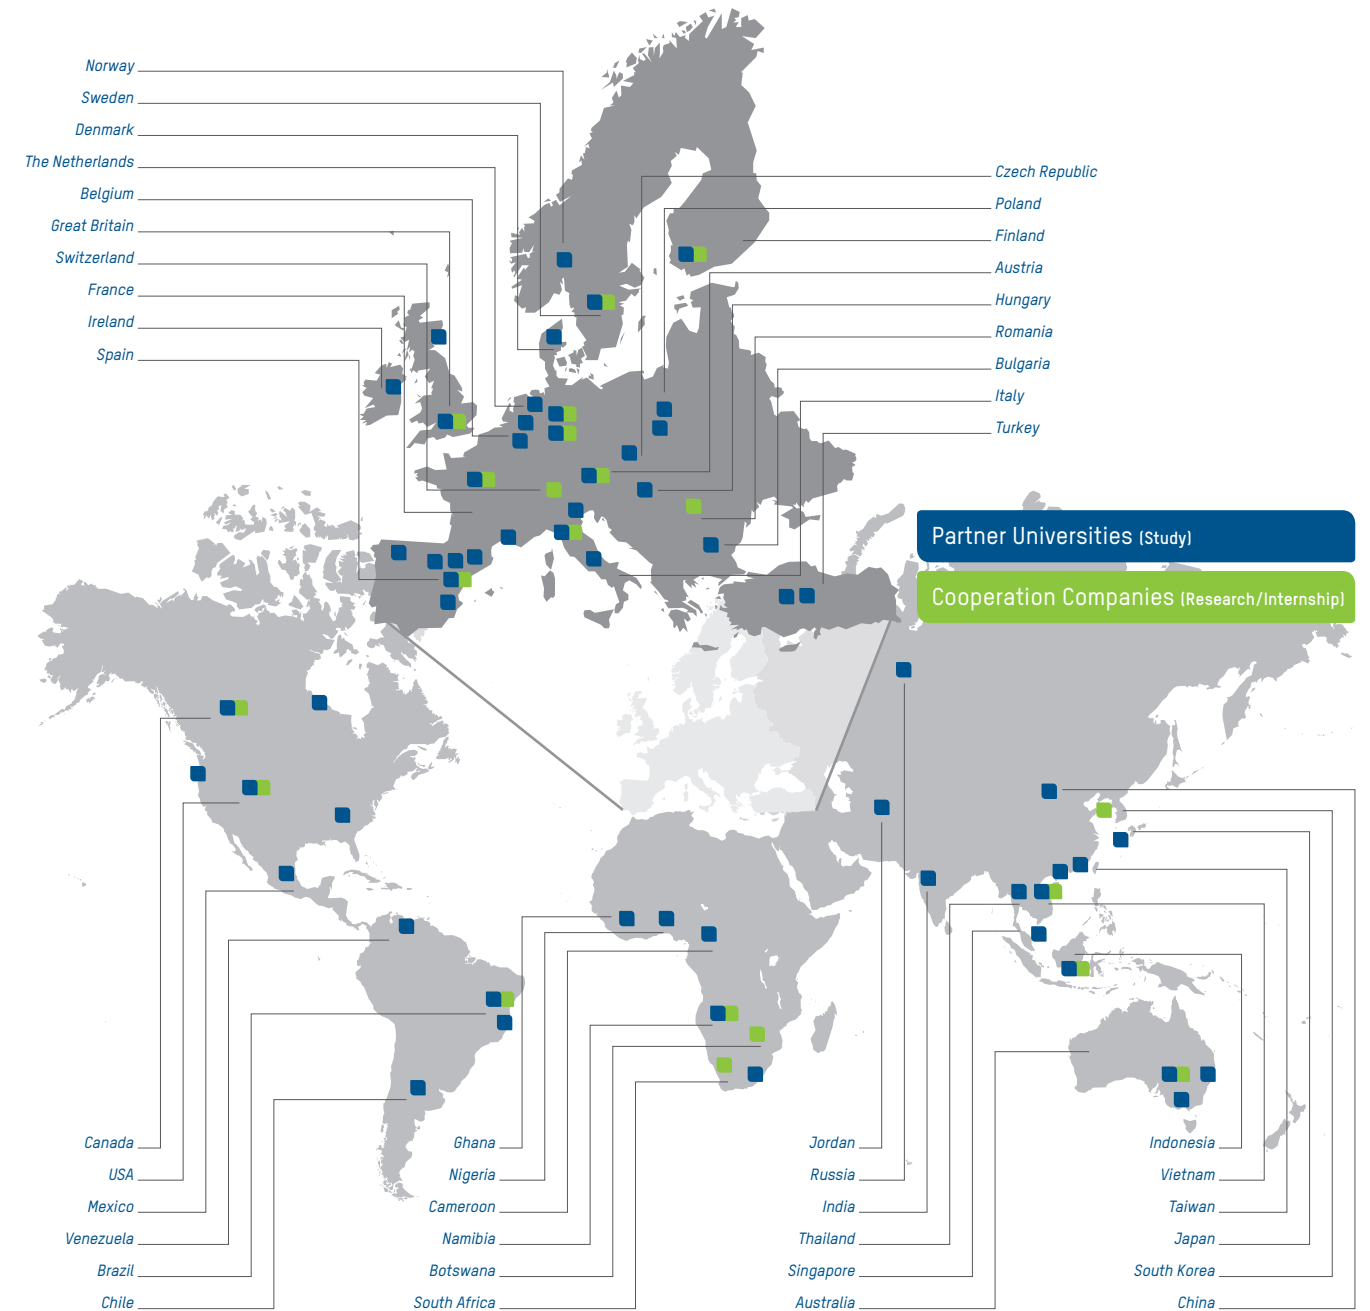 Norway
Sweden
Denmark
The Netherlands
Belgium
Great Britain
Switzerland
France
Ireland
Spain
Czech Republic
Poland
Finland
Austria
Hungary
Romania
Bulgaria
Italy
Turkey
Partner Universities (Study)
Cooperation Companies (Research/Internship)
Canada
USA
Mexico
Venezuela
Brazil
Chile
Ghana
Nigeria
Cameroon
Namibia
Botswana
South Africa
Jordan
Russia
India
Thailand
Singapore
Australia
Indonesia
Vietnam
Taiwan
Japan
South Korea
China